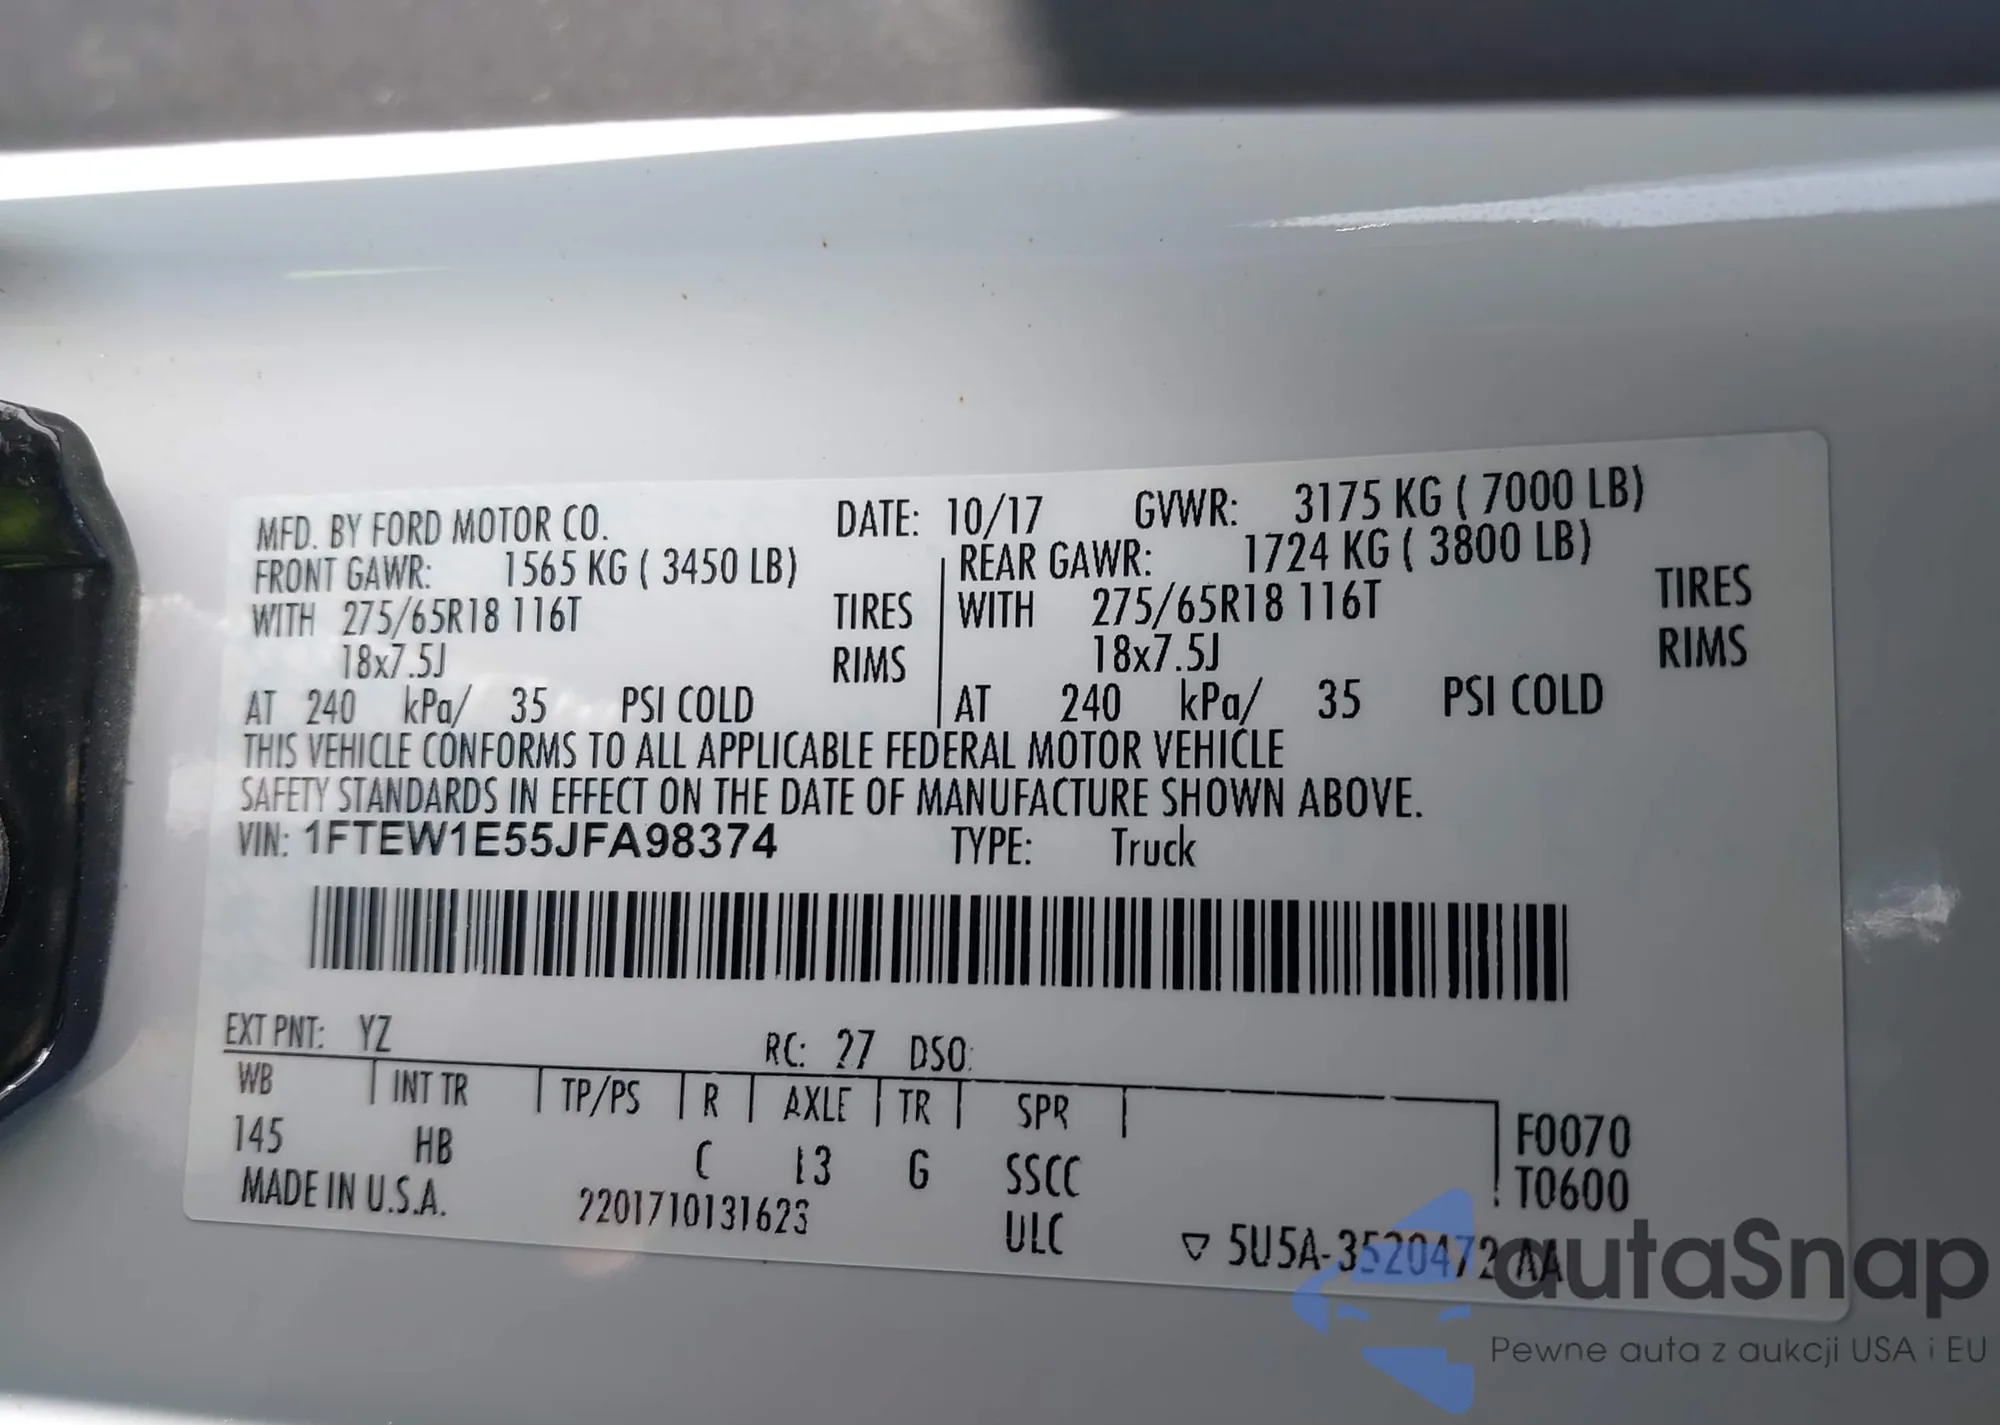 MFD. BY FORD MOTOR CO. DATE: 10/17 GVWR: 3175 KG ( 7000 LB)
FRONT GAWR: 1565 KG ( 3450 LB) REAR GAWR: 1724 KG ( 3800 LB)
WITH 275/65R18 116T TIRES WITH 275/65R18 116T TIRES
18x7.5J RIMS 18x7.5J RIMS
AT 240 kPa/ 35 PSI COLD AT 240 kPa/ 35 PSI COLD
THIS VEHICLE CONFORMS TO ALL APPLICABLE FEDERAL MOTOR VEHICLE
SAFETY STANDARDS IN EFFECT ON THE DATE OF MANUFACTURE SHOWN ABOVE.
VIN: 1FTEW1E55JFA98374 TYPE: Truck
EXT PNT: YZ RC: 27 DSO:
WB INT TR TP/PS R AXLE TR SPR F0070
145 HB C 13 G SSCC T0600
MADE IN U.S.A. 2201710131623 ULC ▽ 5U5A-3520472 AA
autaSnap
Pewne auta z aukcji USA i EU